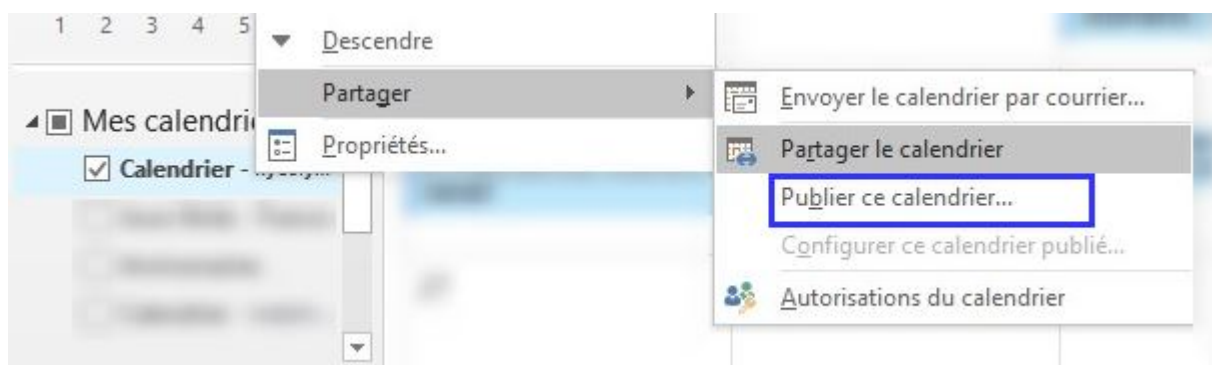 1 2 3 4 5
Descendre
Partager
Propriétés...
Mes calendri
Calendrier -
Envoyer le calendrier par courrier...
Partager le calendrier
Publier ce calendrier...
Configurer ce calendrier publié...
Autorisations du calendrier